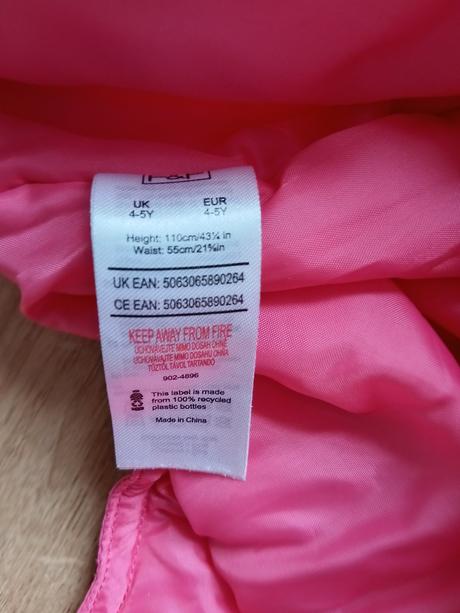 F&F
UK EUR
4-5Y 4-5Y
Height: 110cm/43¼ in
Waist: 55cm/21⅝in
UK EAN: 5063065890264
CE EAN: 5063065890264
KEEP AWAY FROM FIRE
UCHOVÁVEJTE MIMO DOSAH OHNĚ
UCHOVÁVAJTE MIMO DOSAHU OHŇA
TŰZTŐL TÁVOL TARTANDÓ
902-4896
This label is made
from 100% recycled
plastic bottles
Made in China